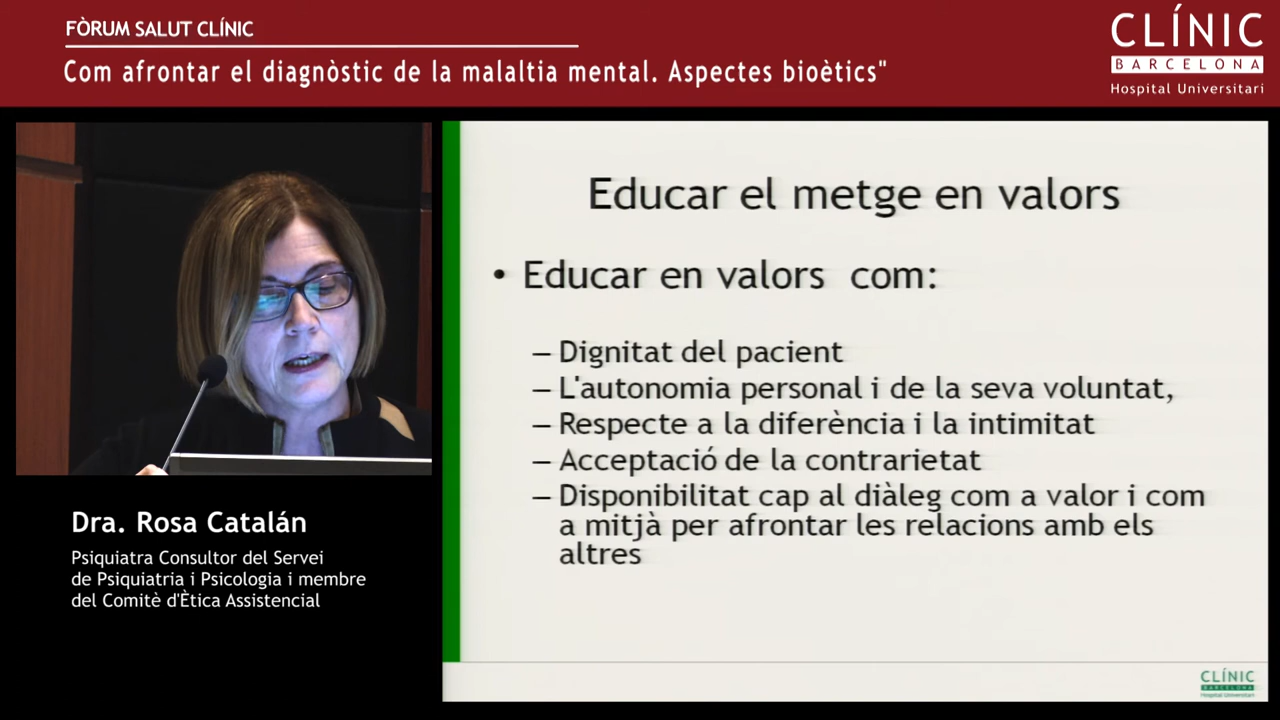 FÒRUM SALUT CLÍNIC
Com afrontar el diagnòstic de la malaltia mental. Aspectes bioètics"
CLÍNIC
BARCELONA
Hospital Universitari
Educar el metge en valors
• Educar en valors com:
– Dignitat del pacient
– L'autonomia personal i de la seva voluntat,
– Respecte a la diferència i la intimitat
– Acceptació de la contrarietat
– Disponibilitat cap al diàleg com a valor i com
a mitjà per afrontar les relacions amb els
altres
Dra. Rosa Catalán
Psiquiatra Consultor del Servei
de Psiquiatria i Psicologia i membre
del Comitè d'Ètica Assistencial
CLÍNIC
BARCELONA
Hospital Universitari